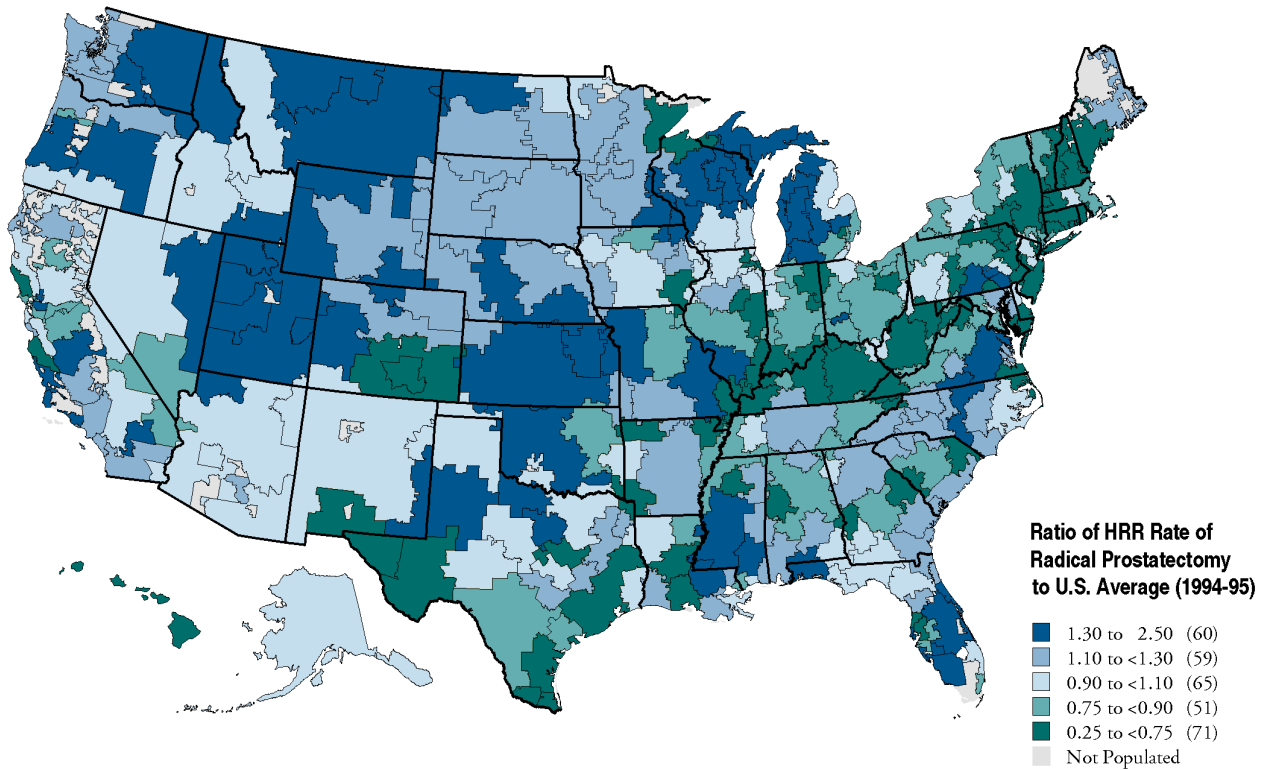 Ratio of HRR Rate of
Radical Prostatectomy
to U.S. Average (1994-95)
1.30 to 2.50 (60)
1.10 to <1.30 (59)
0.90 to <1.10 (65)
0.75 to <0.90 (51)
0.25 to <0.75 (71)
Not Populated